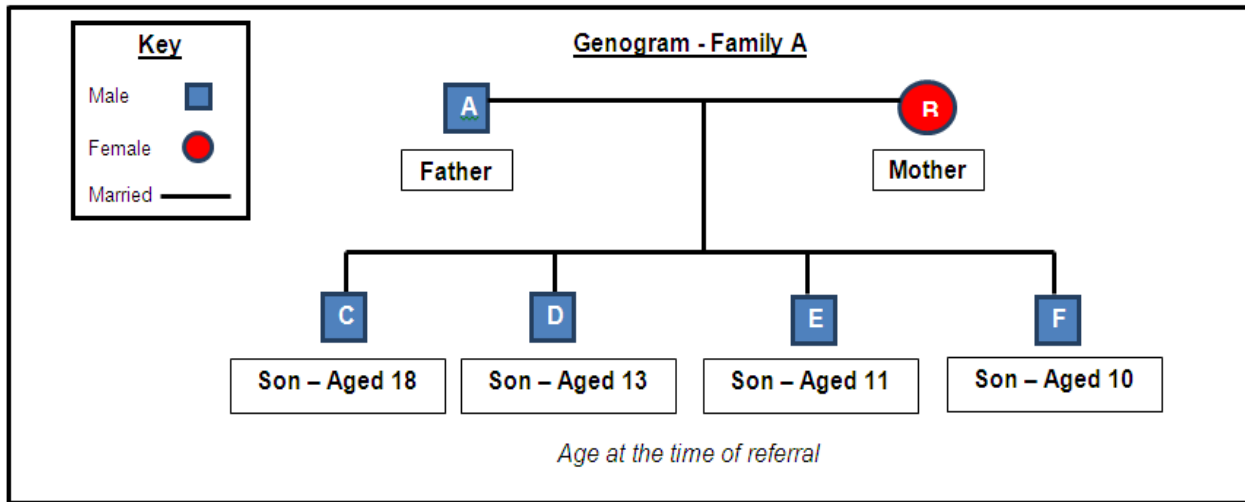 Key
Male
Female
Married
Genogram - Family A
A
B
Father
Mother
C
D
E
F
Son – Aged 18
Son – Aged 13
Son – Aged 11
Son – Aged 10
Age at the time of referral